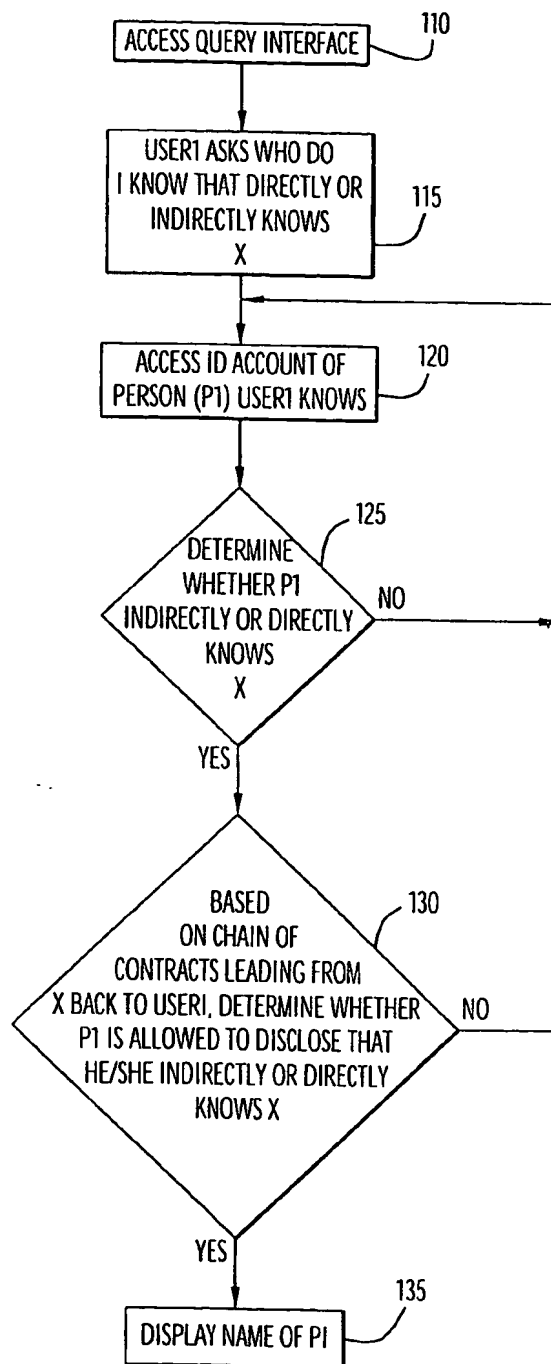 ACCESS QUERY INTERFACE
110
USER1 ASKS WHO DO
I KNOW THAT DIRECTLY OR
INDIRECTLY KNOWS
X
115
ACCESS ID ACCOUNT OF
PERSON (P1) USER1 KNOWS
120
125
DETERMINE
WHETHER P1
INDIRECTLY OR DIRECTLY
KNOWS
X
NO
YES
130
BASED
ON CHAIN OF
CONTRACTS LEADING FROM
X BACK TO USER1, DETERMINE WHETHER
P1 IS ALLOWED TO DISCLOSE THAT
HE/SHE INDIRECTLY OR DIRECTLY
KNOWS X
NO
YES
135
DISPLAY NAME OF P1